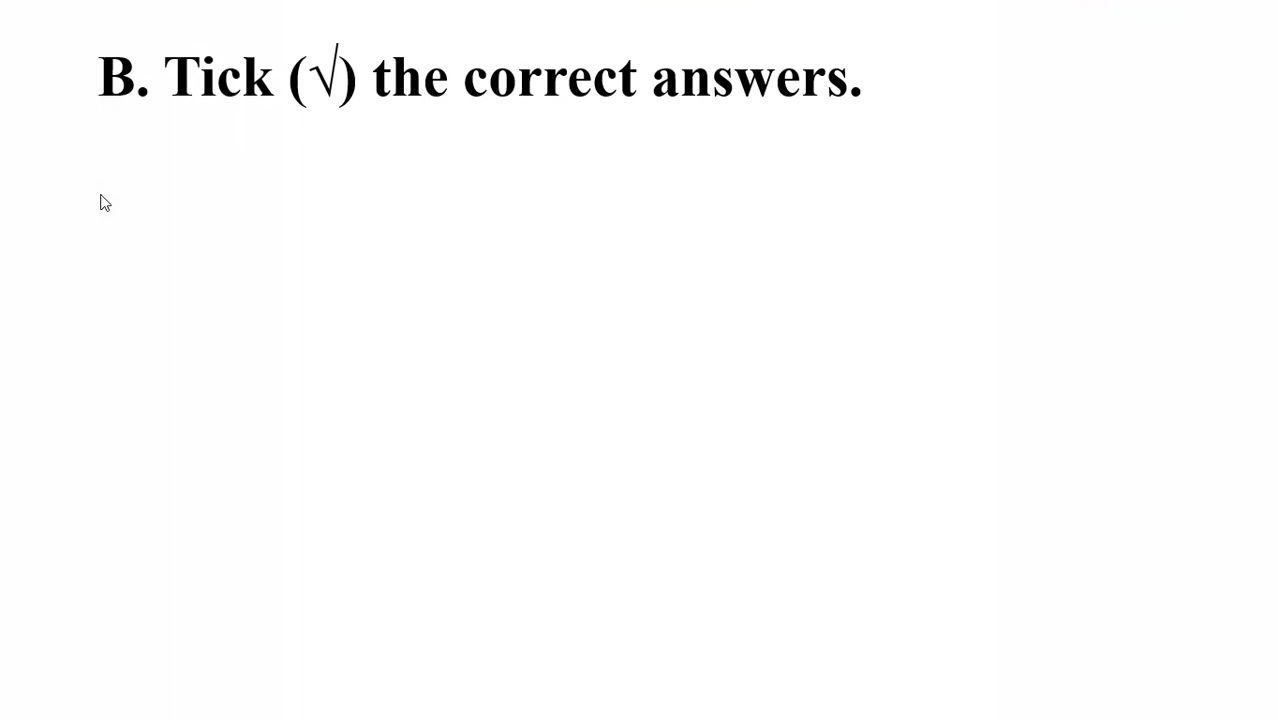 B. Tick (√) the correct answers.